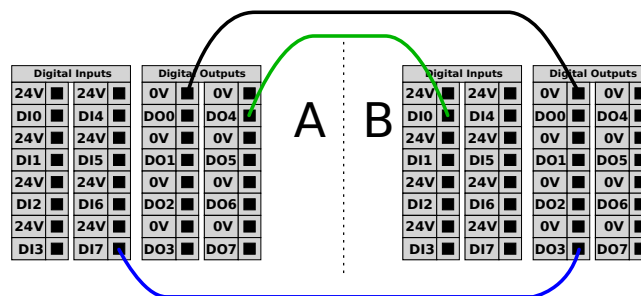 Digital Inputs Digital Outputs Digital Inputs Digital Outputs
24V 24V 0V 0V 24V 24V 0V 0V
DI0 DI4 DO0 DO4 A B DI0 DI4 DO0 DO4
24V 24V 0V 0V 24V 24V 0V 0V
DI1 DI5 DO1 DO5 DI1 DI5 DO1 DO5
24V 24V 0V 0V 24V 24V 0V 0V
DI2 DI6 DO2 DO6 DI2 DI6 DO2 DO6
24V 24V 0V 0V 24V 24V 0V 0V
DI3 DI7 DO3 DO7 DI3 DI7 DO3 DO7